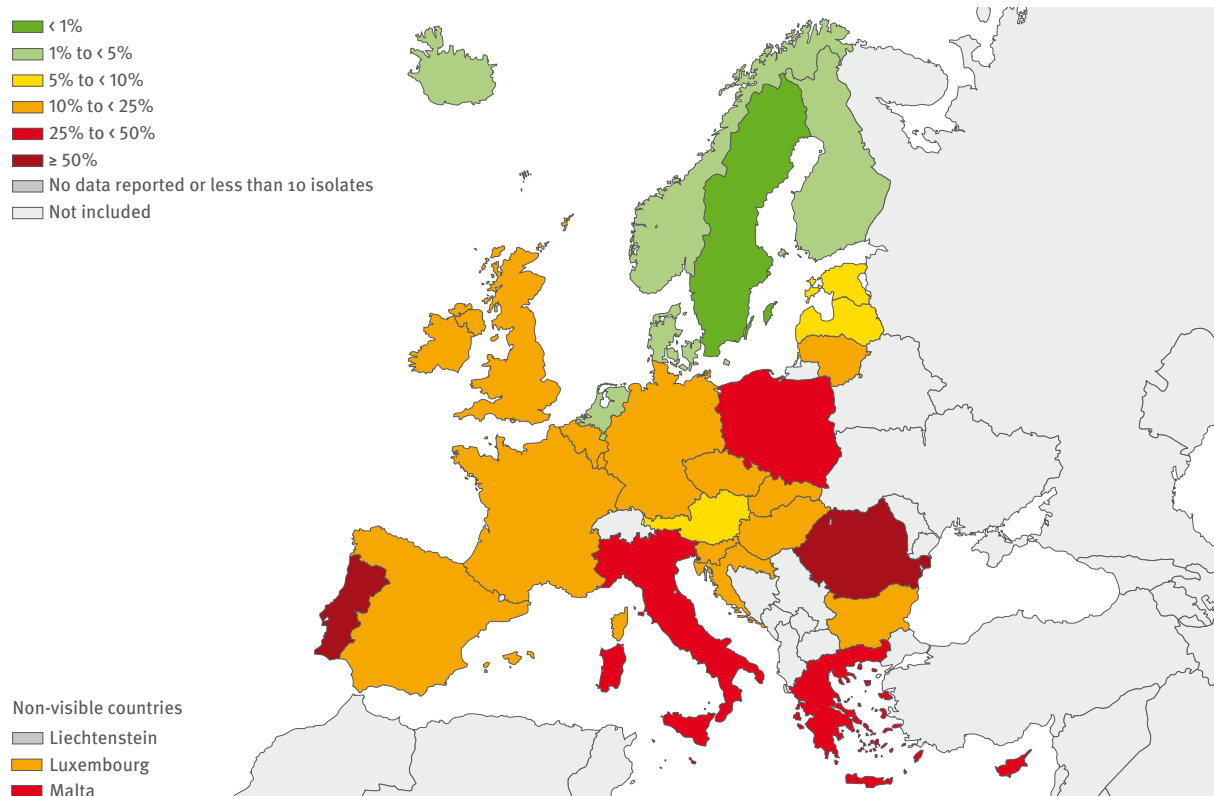 < 1%
1% to < 5%
5% to < 10%
10% to < 25%
25% to < 50%
≥ 50%
No data reported or less than 10 isolates
Not included
Non-visible countries
Liechtenstein
Luxembourg
Malta